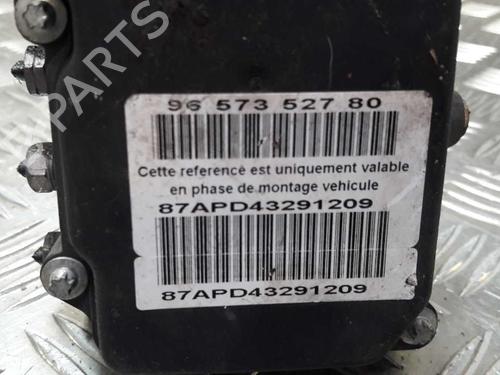 PARTS
96 573 527 80
Cette reference est uniquement valable
en phase de montage vehicule
87APD43291209
87APD43291209